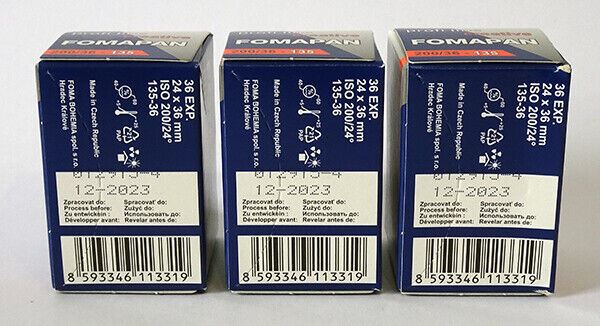 FOMAPAN
200/36 - 135
36 EXP.
24 x 36 mm
ISO 200/24°
135-36
PAP
Made in Czech Republic
FOMA BOHEMIA spol. s r.o.
Hradec Králové
12-2023
Zpracovat do: Spracovať do:
Process before: Zużyć do:
Zu entwickeln : Использовать до:
Développer avant: Revelar antes de:
8 593346 113319
FOMAPAN
200/36 - 135
36 EXP.
24 x 36 mm
ISO 200/24°
135-36
PAP
Made in Czech Republic
FOMA BOHEMIA spol. s r.o.
Hradec Králové
12-2023
Zpracovat do: Spracovať do:
Process before: Zużyć do:
Zu entwickeln : Использовать до:
Développer avant: Revelar antes de:
8 593346 113319
FOMAPAN
200/36 - 135
36 EXP.
24 x 36 mm
ISO 200/24°
135-36
PAP
Made in Czech Republic
FOMA BOHEMIA spol. s r.o.
Hradec Králové
12-2023
Zpracovat do: Spracovať do:
Process before: Zużyć do:
Zu entwickeln : Использовать до:
Développer avant: Revelar antes de:
8 593346 113319